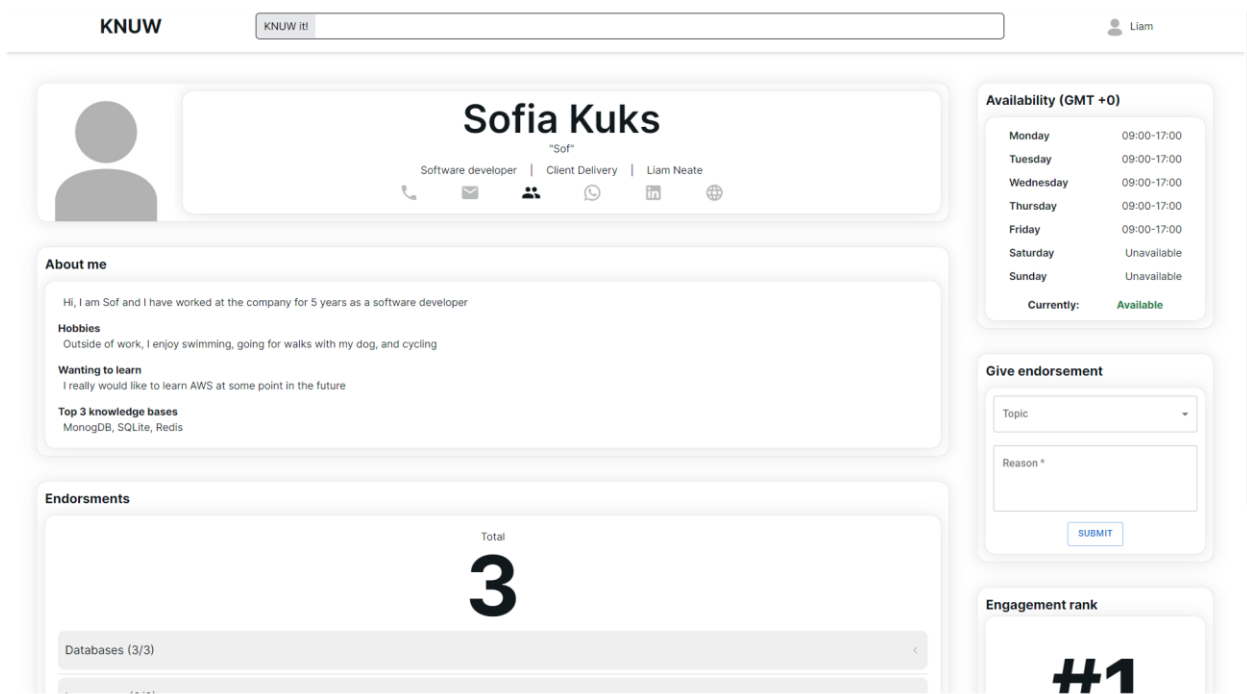 KNUW
KNUW it!
Liam
Sofia Kuks
"Sof"
Software developer | Client Delivery | Liam Neate
About me
Hi, I am Sof and I have worked at the company for 5 years as a software developer
Hobbies
Outside of work, I enjoy swimming, going for walks with my dog, and cycling
Wanting to learn
I really would like to learn AWS at some point in the future
Top 3 knowledge bases
MonogDB, SQLite, Redis
Endorsments
Total
3
Databases (3/3)
Availability (GMT +0)
Monday 09:00-17:00
Tuesday 09:00-17:00
Wednesday 09:00-17:00
Thursday 09:00-17:00
Friday 09:00-17:00
Saturday Unavailable
Sunday Unavailable
Currently: Available
Give endorsement
Topic
Reason *
SUBMIT
Engagement rank
#1